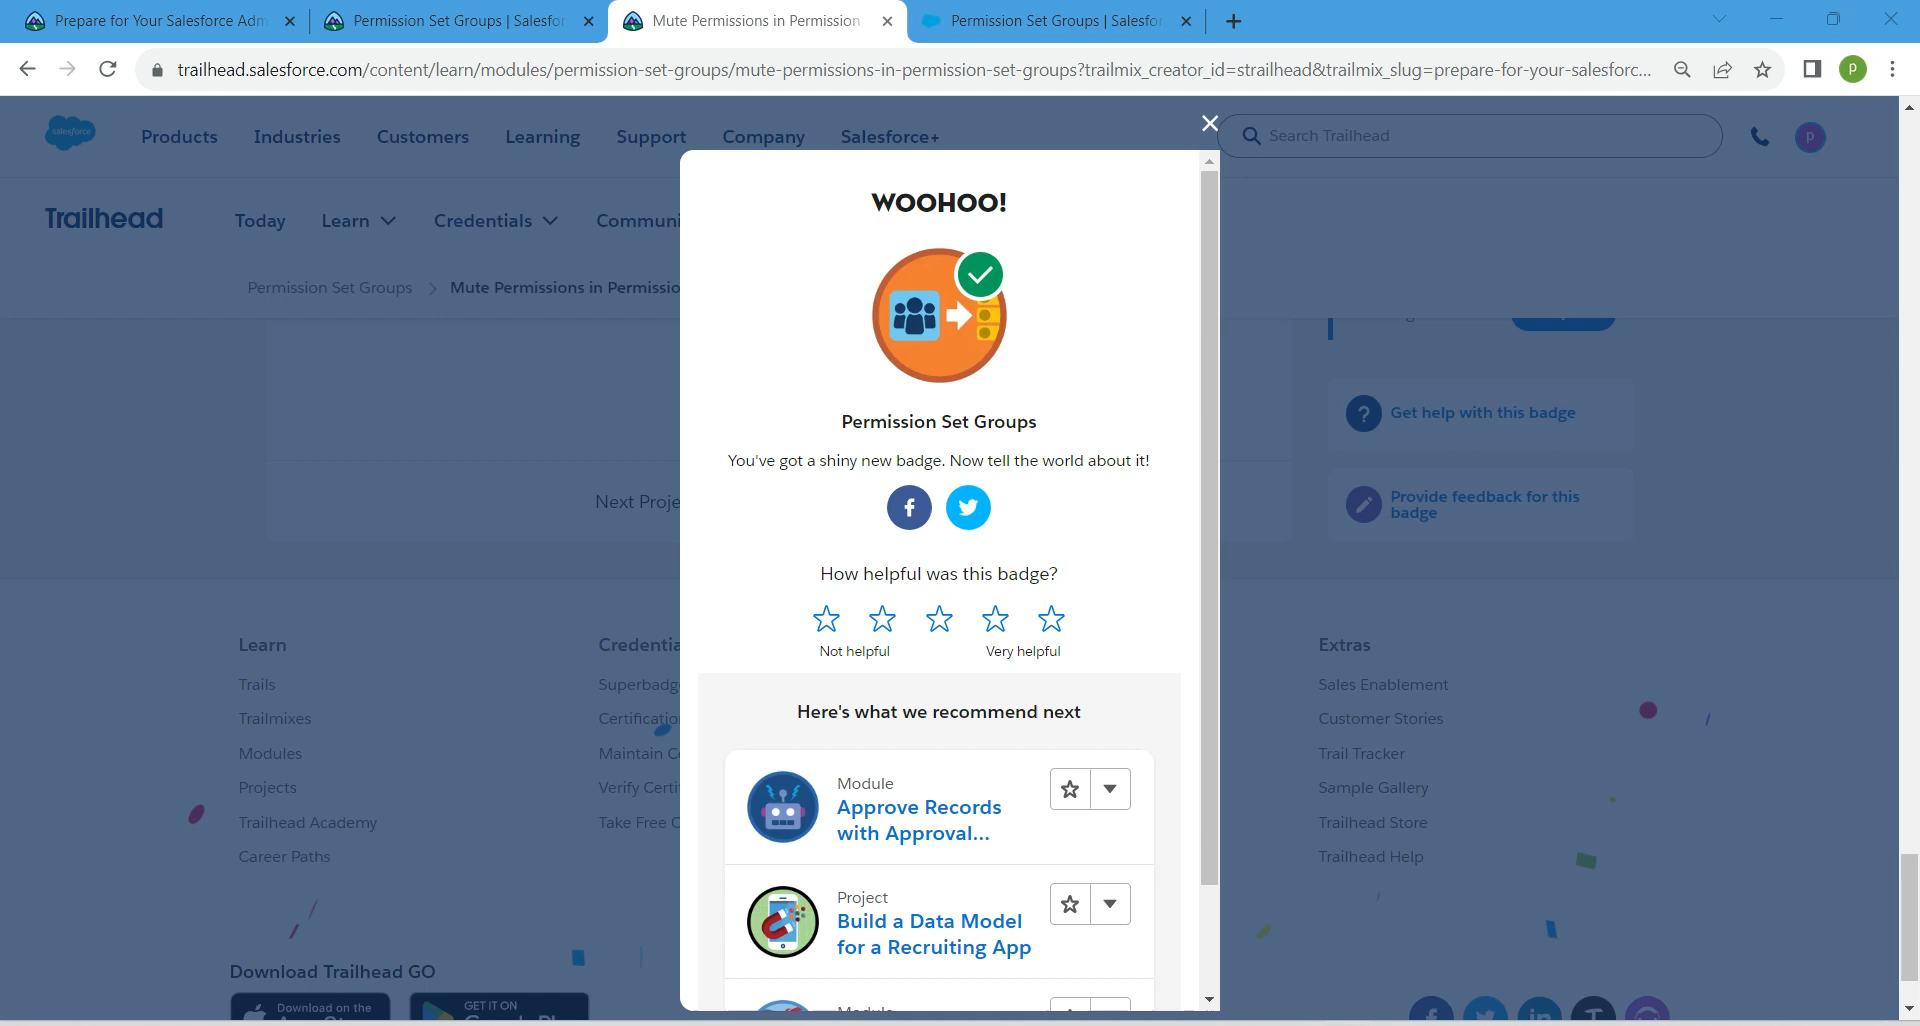 Prepare for Your Salesforce Adm
Permission Set Groups | Salesfor
Mute Permissions in Permission
Permission Set Groups | Salesfor
trailhead.salesforce.com/content/learn/modules/permission-set-groups/mute-permissions-in-permission-set-groups?trailmix_creator_id=strailhead&trailmix_slug=prepare-for-your-salesforc...
P
salesforce
Products
Industries
Customers
Learning
Support
Company
Salesforce+
Search Trailhead
P
Trailhead
Today
Learn
Credentials
Communi
Permission Set Groups > Mute Permissions in Permissio
WOOHOO!
Permission Set Groups
You've got a shiny new badge. Now tell the world about it!
How helpful was this badge?
Not helpful
Very helpful
Here's what we recommend next
Module
Approve Records
with Approval...
Project
Build a Data Model
for a Recruiting App
Module
Next Proje
Get help with this badge
Provide feedback for this
badge
Learn
Trails
Trailmixes
Modules
Projects
Trailhead Academy
Career Paths
Credentia
Superbadg
Certificatio
Maintain C
Verify Certi
Take Free C
Extras
Sales Enablement
Customer Stories
Trail Tracker
Sample Gallery
Trailhead Store
Trailhead Help
Download Trailhead GO
Download on the
GET IT ON